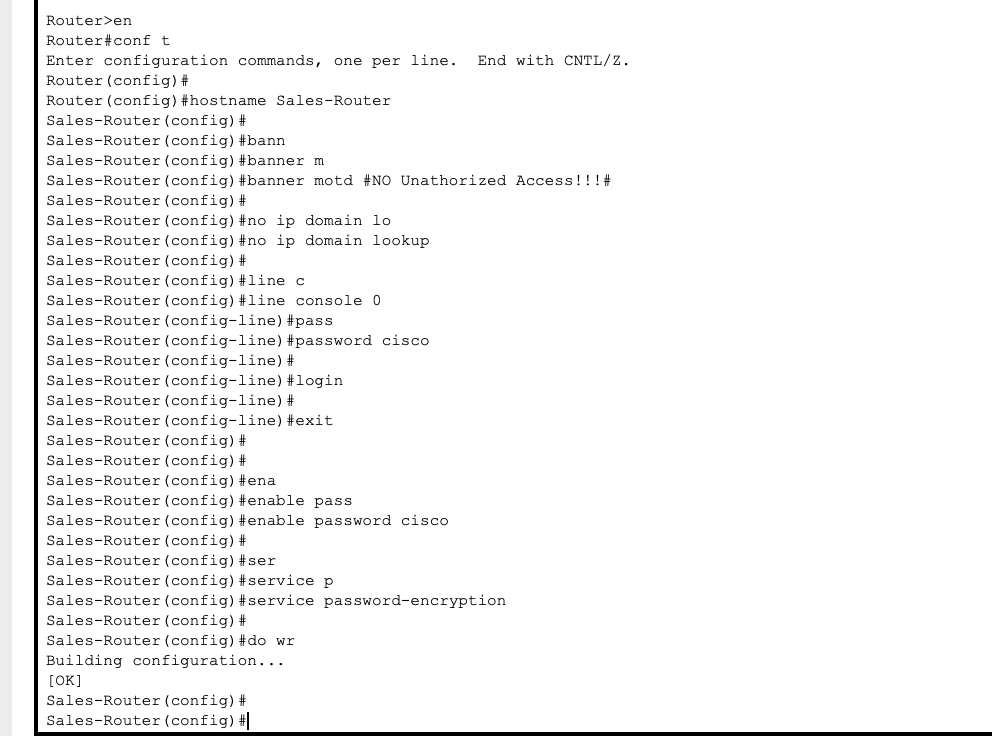 Router>en
Router#conf t
Enter configuration commands, one per line.  End with CNTL/Z.
Router(config)#
Router(config)#hostname Sales-Router
Sales-Router(config)#
Sales-Router(config)#bann
Sales-Router(config)#banner m
Sales-Router(config)#banner motd #NO Unathorized Access!!!#
Sales-Router(config)#
Sales-Router(config)#no ip domain lo
Sales-Router(config)#no ip domain lookup
Sales-Router(config)#
Sales-Router(config)#line c
Sales-Router(config)#line console 0
Sales-Router(config-line)#pass
Sales-Router(config-line)#password cisco
Sales-Router(config-line)#
Sales-Router(config-line)#login
Sales-Router(config-line)#
Sales-Router(config-line)#exit
Sales-Router(config)#
Sales-Router(config)#
Sales-Router(config)#ena
Sales-Router(config)#enable pass
Sales-Router(config)#enable password cisco
Sales-Router(config)#
Sales-Router(config)#ser
Sales-Router(config)#service p
Sales-Router(config)#service password-encryption
Sales-Router(config)#
Sales-Router(config)#do wr
Building configuration...
[OK]
Sales-Router(config)#
Sales-Router(config)#